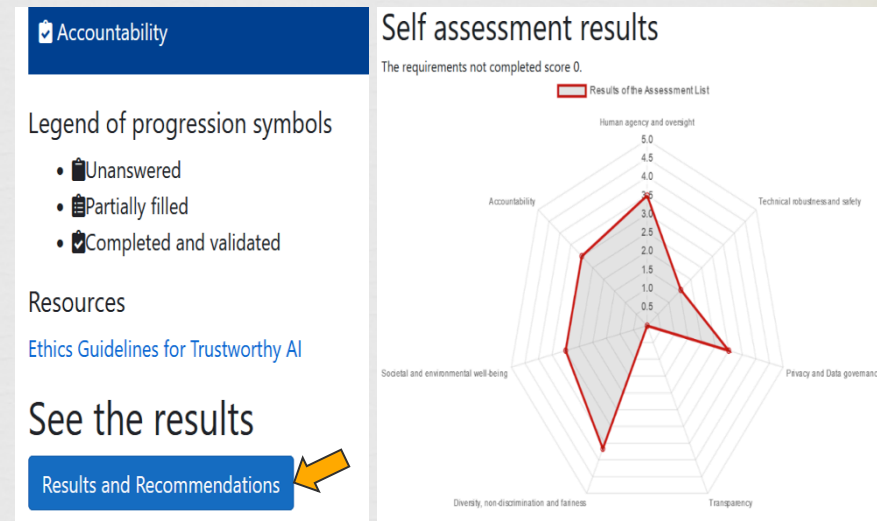 Accountability
Legend of progression symbols
Unanswered
Partially filled
Completed and validated
Resources
Ethics Guidelines for Trustworthy AI
See the results
Results and Recommendations
Self assessment results
The requirements not completed score 0.
Results of the Assessment List
Human agency and oversight
5.0
4.5
4.0
3.5
3.0
2.5
2.0
1.5
1.0
0.5
Accountability
Technical robustness and safety
Societal and environmental well-being
Privacy and Data governanc
Diversity, non-discrimination and fairness
Transparency